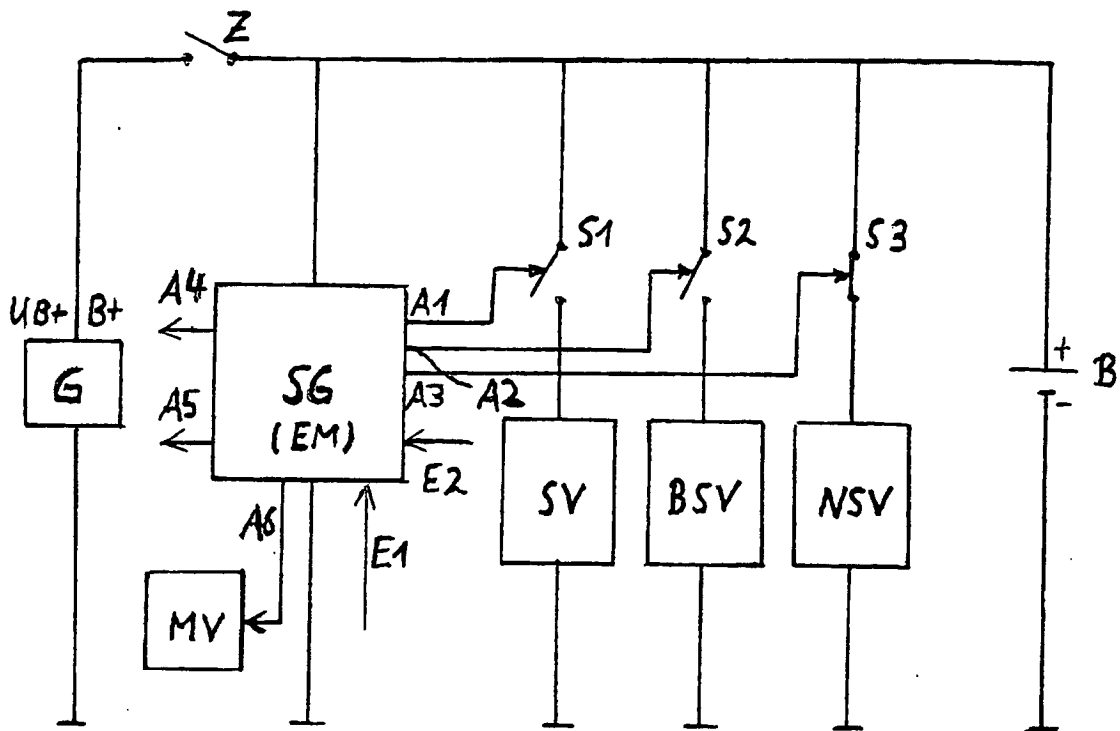 Z
S1
S2
S3
A4
A1
UB+ B+
+
B
G
SG
A2
A3
-
A5
(EM)
E2
SV
BSV
NSV
A6
E1
MV